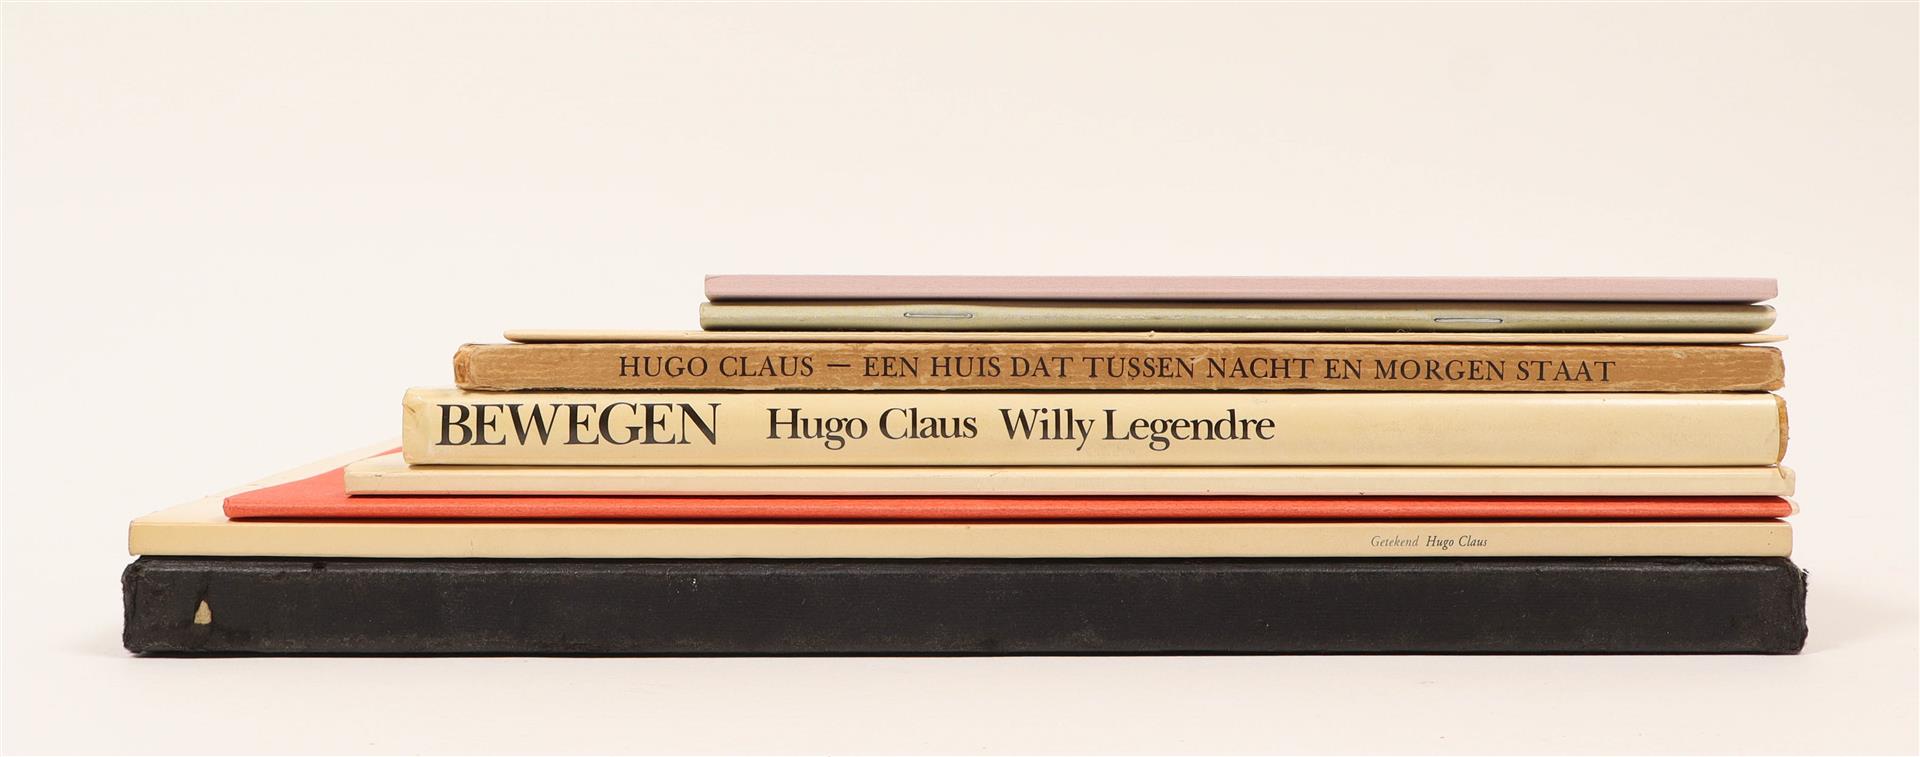 HUGO CLAUS — EEN HUIS DAT TUSSEN NACHT EN MORGEN STAAT
BEWEGEN Hugo Claus Willy Legendre
Getekend Hugo Claus